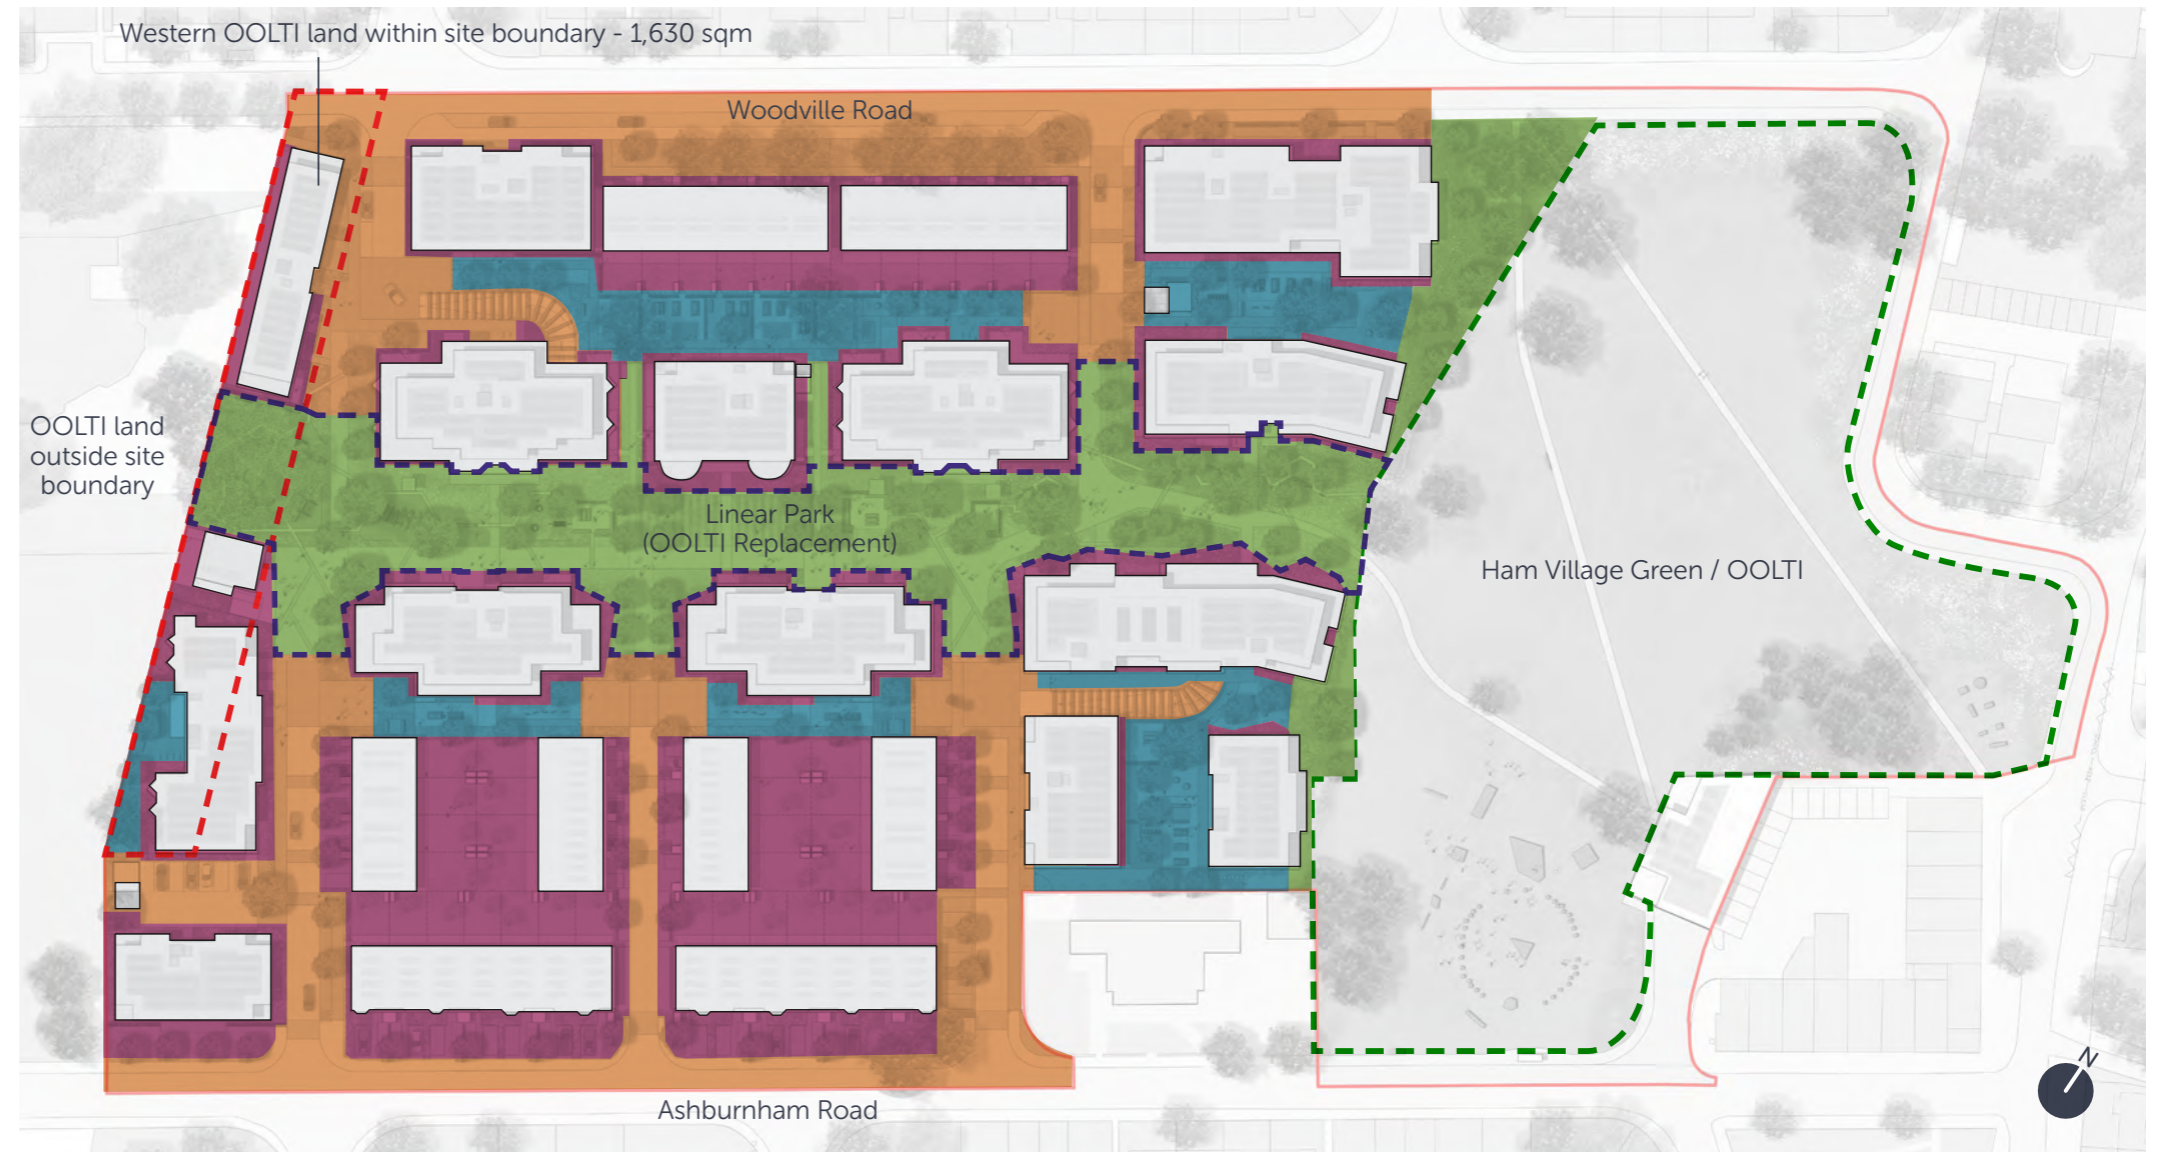 Western OOLTI land within site boundary - 1,630 sqm
Woodville Road
OOLTI land
outside site
boundary
Linear Park
(OOLTI Replacement)
Ham Village Green / OOLTI
Ashburnham Road
N